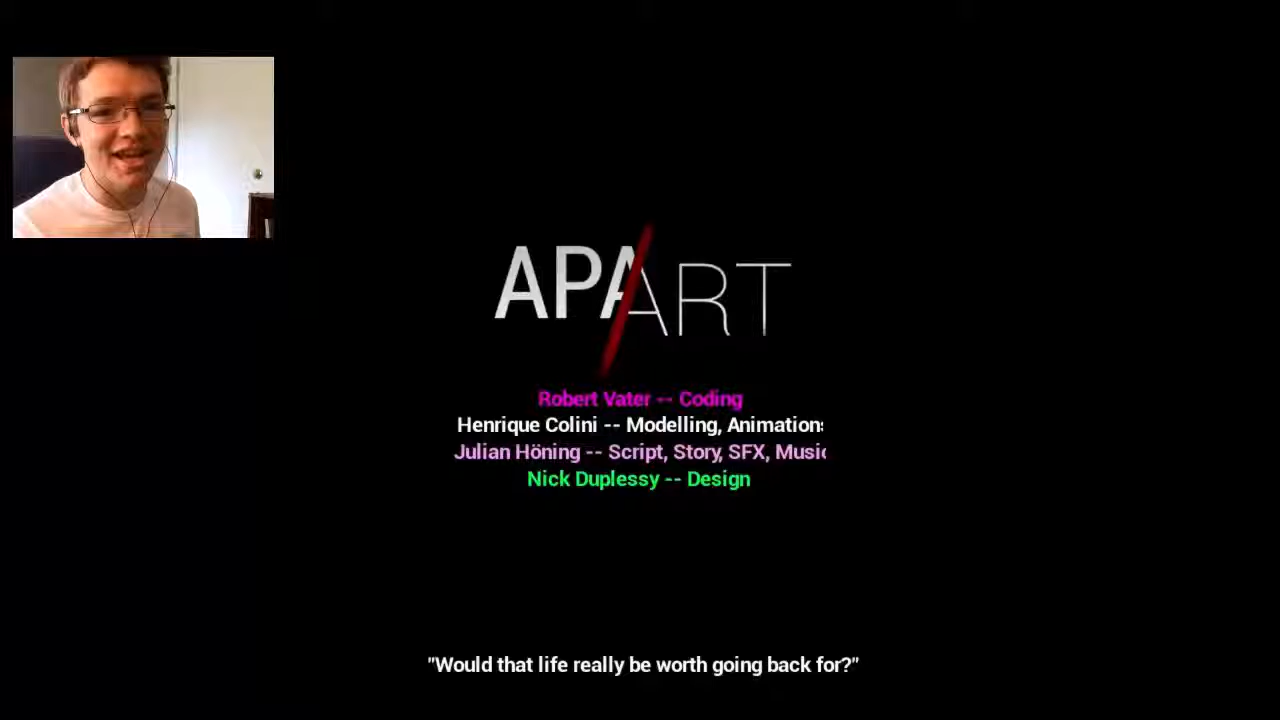 APAART
Robert Vater -- Coding
Henrique Colini -- Modelling, Animations
Julian Höning -- Script, Story, SFX, Music
Nick Duplessy -- Design
"Would that life really be worth going back for?"